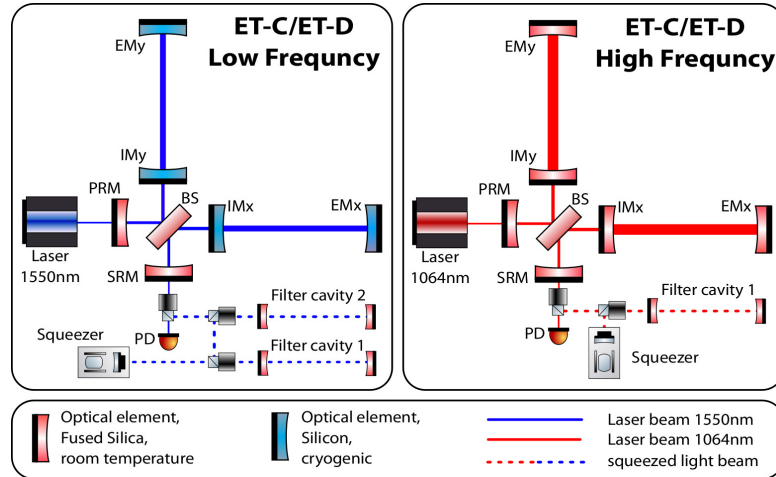 ET-C/ET-D
Low Frequncy
EMy
IMy
PRM
BS
IMx
EMx
Laser
1550nm
SRM
Filter cavity 2
Squeezer
PD
Filter cavity 1
ET-C/ET-D
High Frequncy
EMy
IMy
PRM
BS
IMx
EMx
Laser
1064nm
SRM
Filter cavity 1
PD
Squeezer
Optical element,
Fused Silica,
room temperature
Optical element,
Silicon,
cryogenic
Laser beam 1550nm
Laser beam 1064nm
squeezed light beam